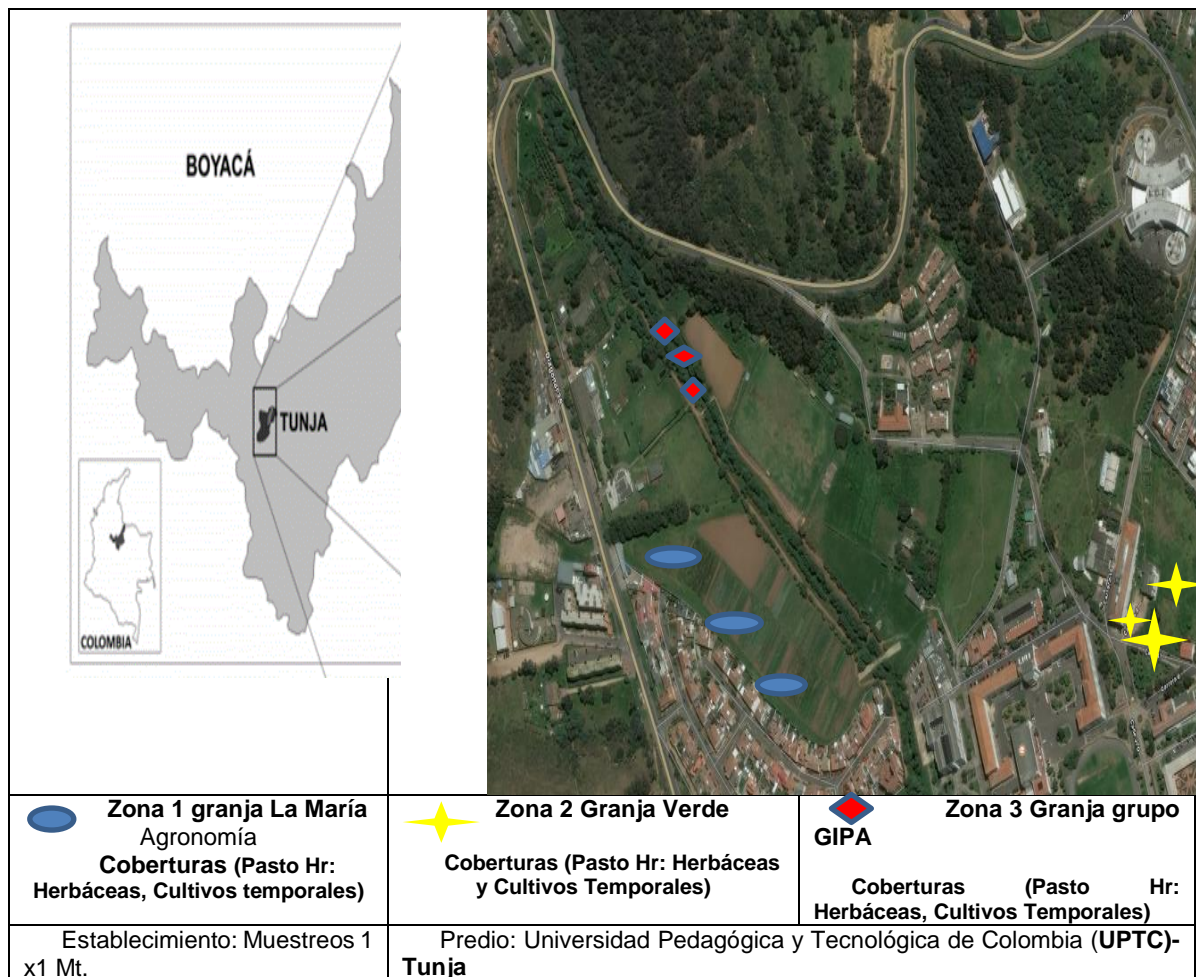 BOYACÁ
TUNJA
COLOMBIA
Zona 1 granja La María
Agronomía
Coberturas (Pasto Hr:
Herbáceas, Cultivos temporales)
Zona 2 Granja Verde
Coberturas (Pasto Hr: Herbáceas
y Cultivos Temporales)
Zona 3 Granja grupo
GIPA
Coberturas (Pasto Hr:
Herbáceas, Cultivos Temporales)
Establecimiento: Muestreos 1
x1 Mt.
Predio: Universidad Pedagógica y Tecnológica de Colombia (UPTC)-
Tunja